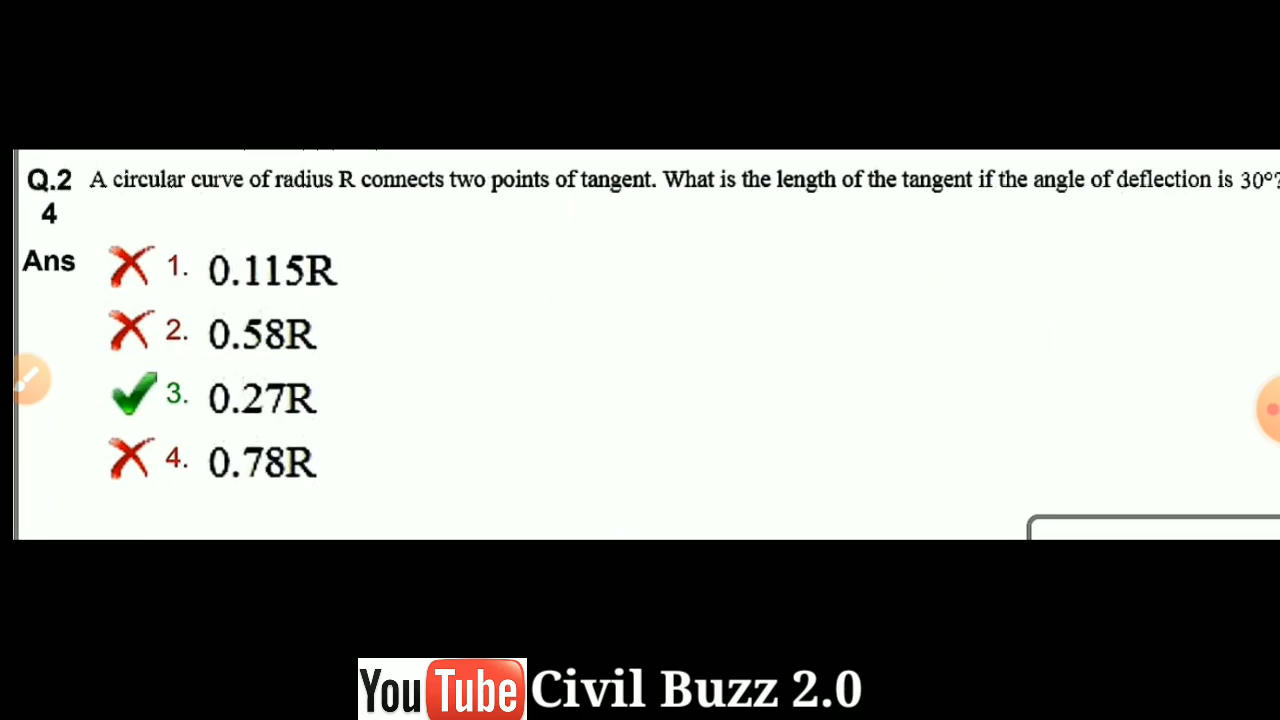 Q.2 A circular curve of radius R connects two points of tangent. What is the length of the tangent if the angle of deflection is 30°?
4
Ans 1. 0.115R
2. 0.58R
3. 0.27R
4. 0.78R
YouTube Civil Buzz 2.0